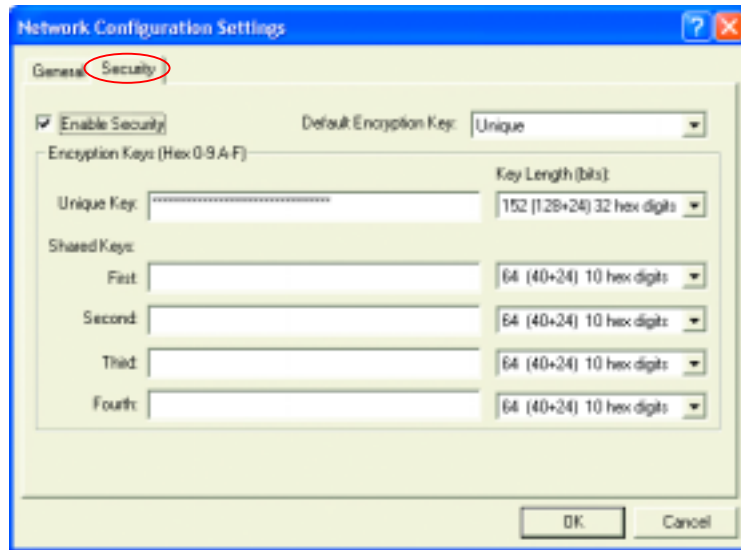 Network Configuration Settings
General Security
Enable Security Default Encryption Key: Unique
Encryption Keys (Hex 0-9 A-F)
Key Length (bits):
Unique Key: 152 (128+24) 32 hex digits
Shared Keys:
First: 64 (40+24) 10 hex digits
Second: 64 (40+24) 10 hex digits
Third: 64 (40+24) 10 hex digits
Fourth: 64 (40+24) 10 hex digits
OK Cancel